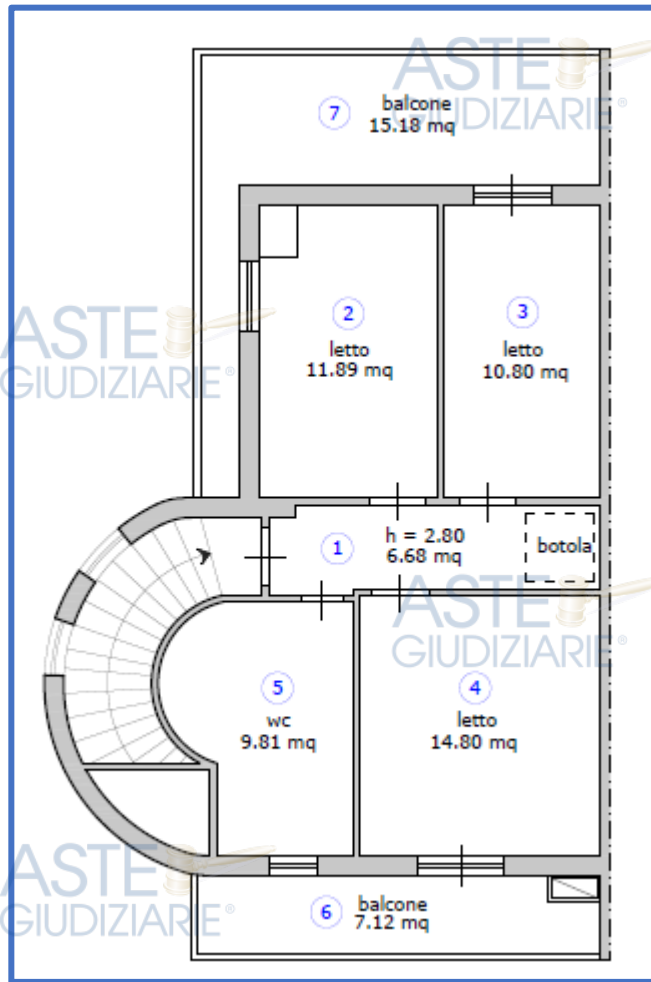 ASTE
GIUDIZIARIE®
7
balcone
15.18 mq
2
letto
11.89 mq
3
letto
10.80 mq
ASTE
GIUDIZIARIE®
1
h = 2.80
6.68 mq
botola
ASTE
GIUDIZIARIE®
5
wc
9.81 mq
4
letto
14.80 mq
ASTE
GIUDIZIARIE®
6
balcone
7.12 mq